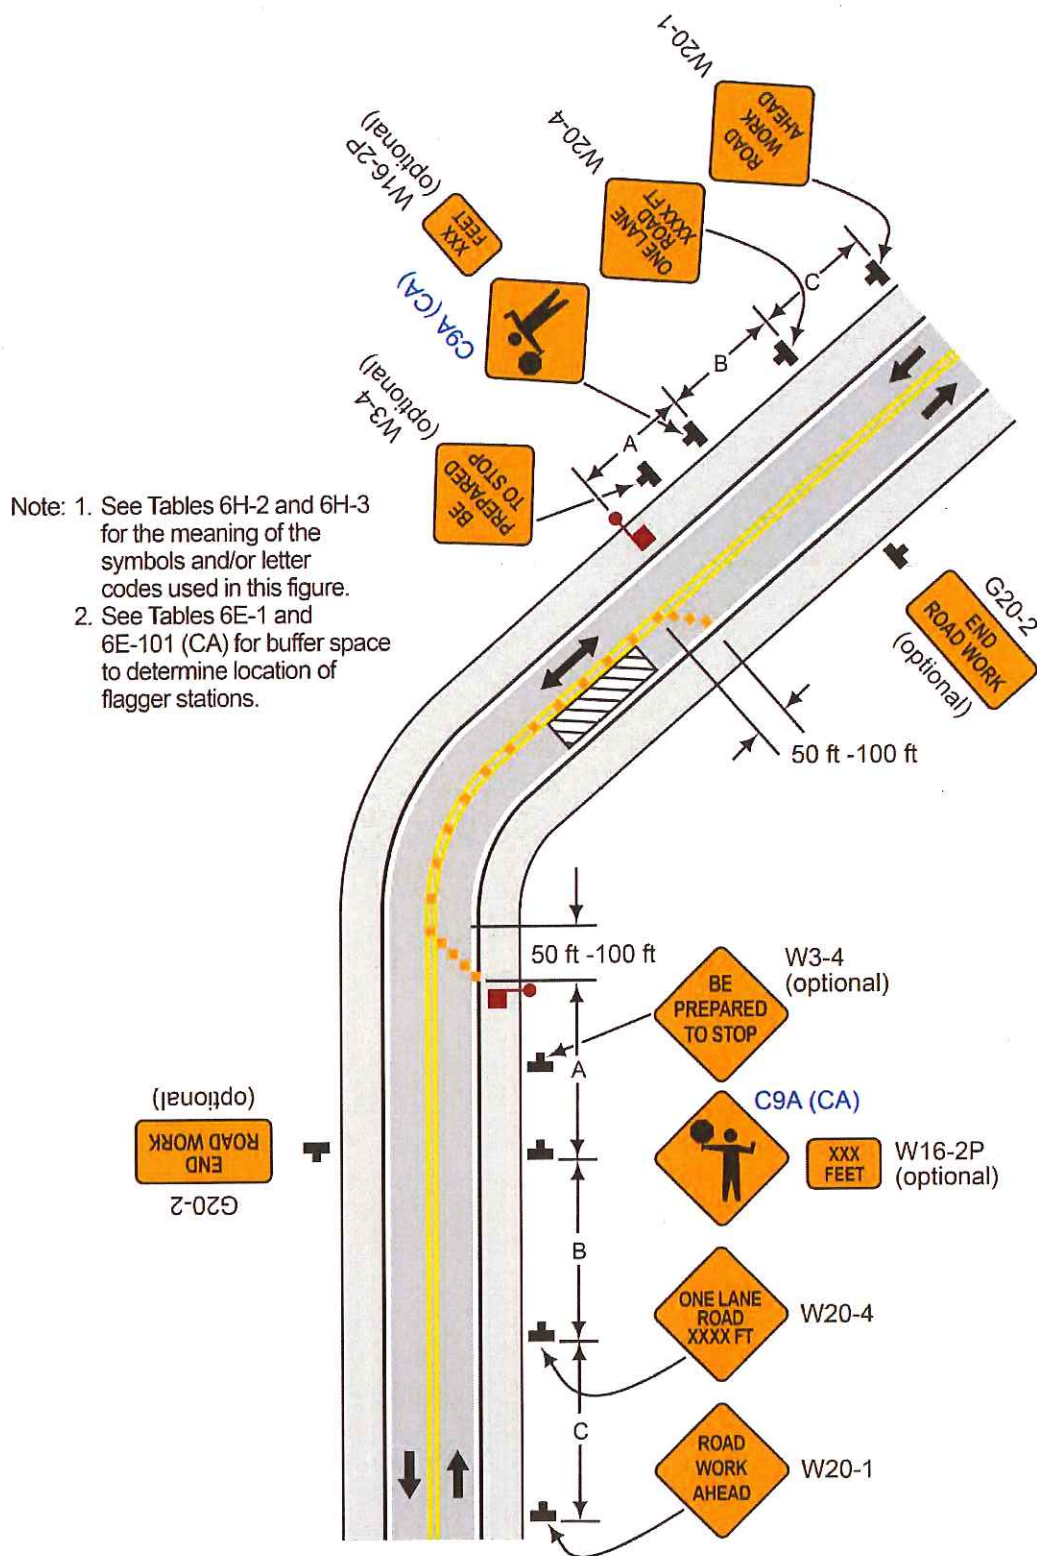 W20-1
ROAD
WORK
AHEAD
W20-4
ONE LANE
ROAD
XXXX FT
W16-2P
(optional)
XXX
FEET
C9A (CA)
W3-4
(optional)
BE
PREPARED
TO STOP
C
B
A
Note: 1. See Tables 6H-2 and 6H-3
for the meaning of the
symbols and/or letter
codes used in this figure.
2. See Tables 6E-1 and
6E-101 (CA) for buffer space
to determine location of
flagger stations.
G20-2
END
ROAD WORK
(optional)
50 ft -100 ft
50 ft -100 ft
W3-4
(optional)
BE
PREPARED
TO STOP
A
C9A (CA)
XXX
FEET
W16-2P
(optional)
G20-2
END
ROAD WORK
(optional)
B
ONE LANE
ROAD
XXXX FT
W20-4
C
ROAD
WORK
AHEAD
W20-1